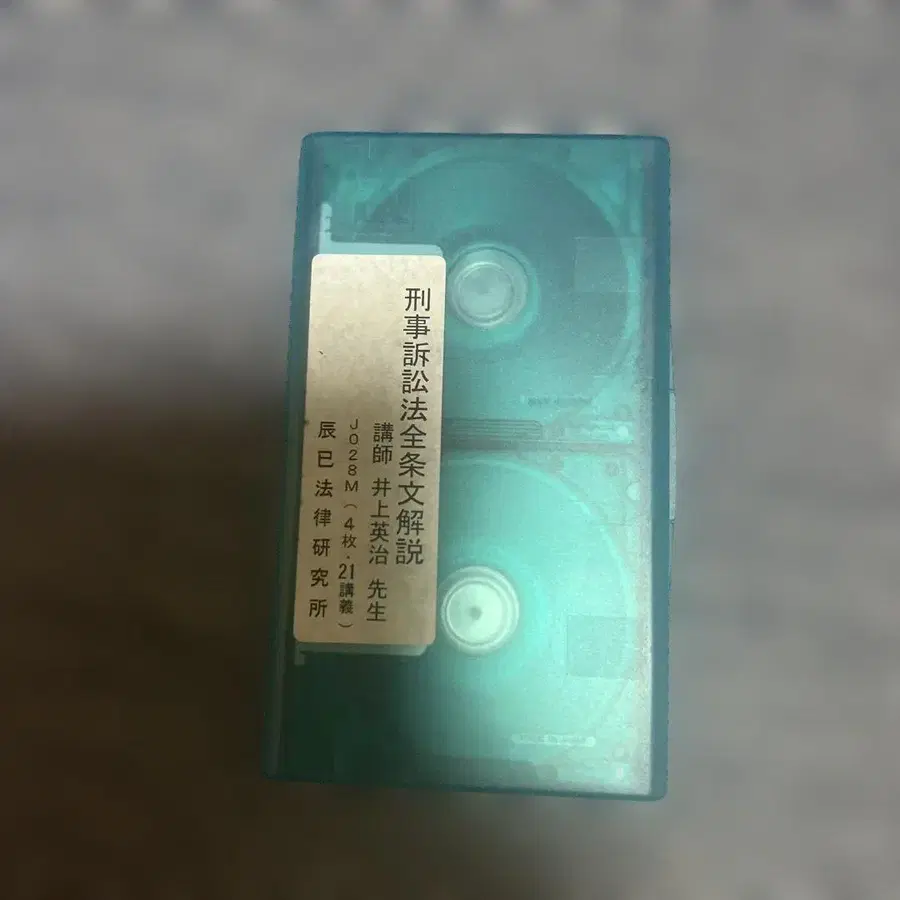 刑事訴訟法全条文解説
講師 井上英治 先生
J028M(4枚・21講義)
辰已法律研究所